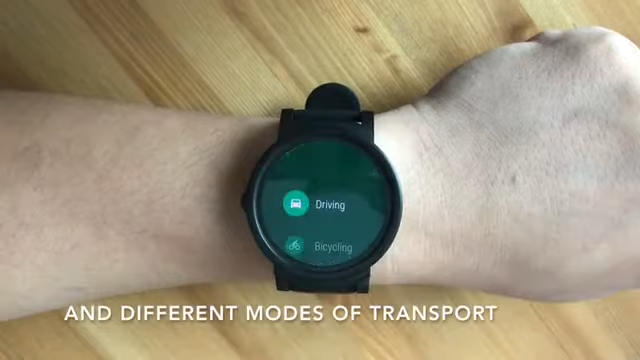 Driving
Bicycling
AND DIFFERENT MODES OF TRANSPORT